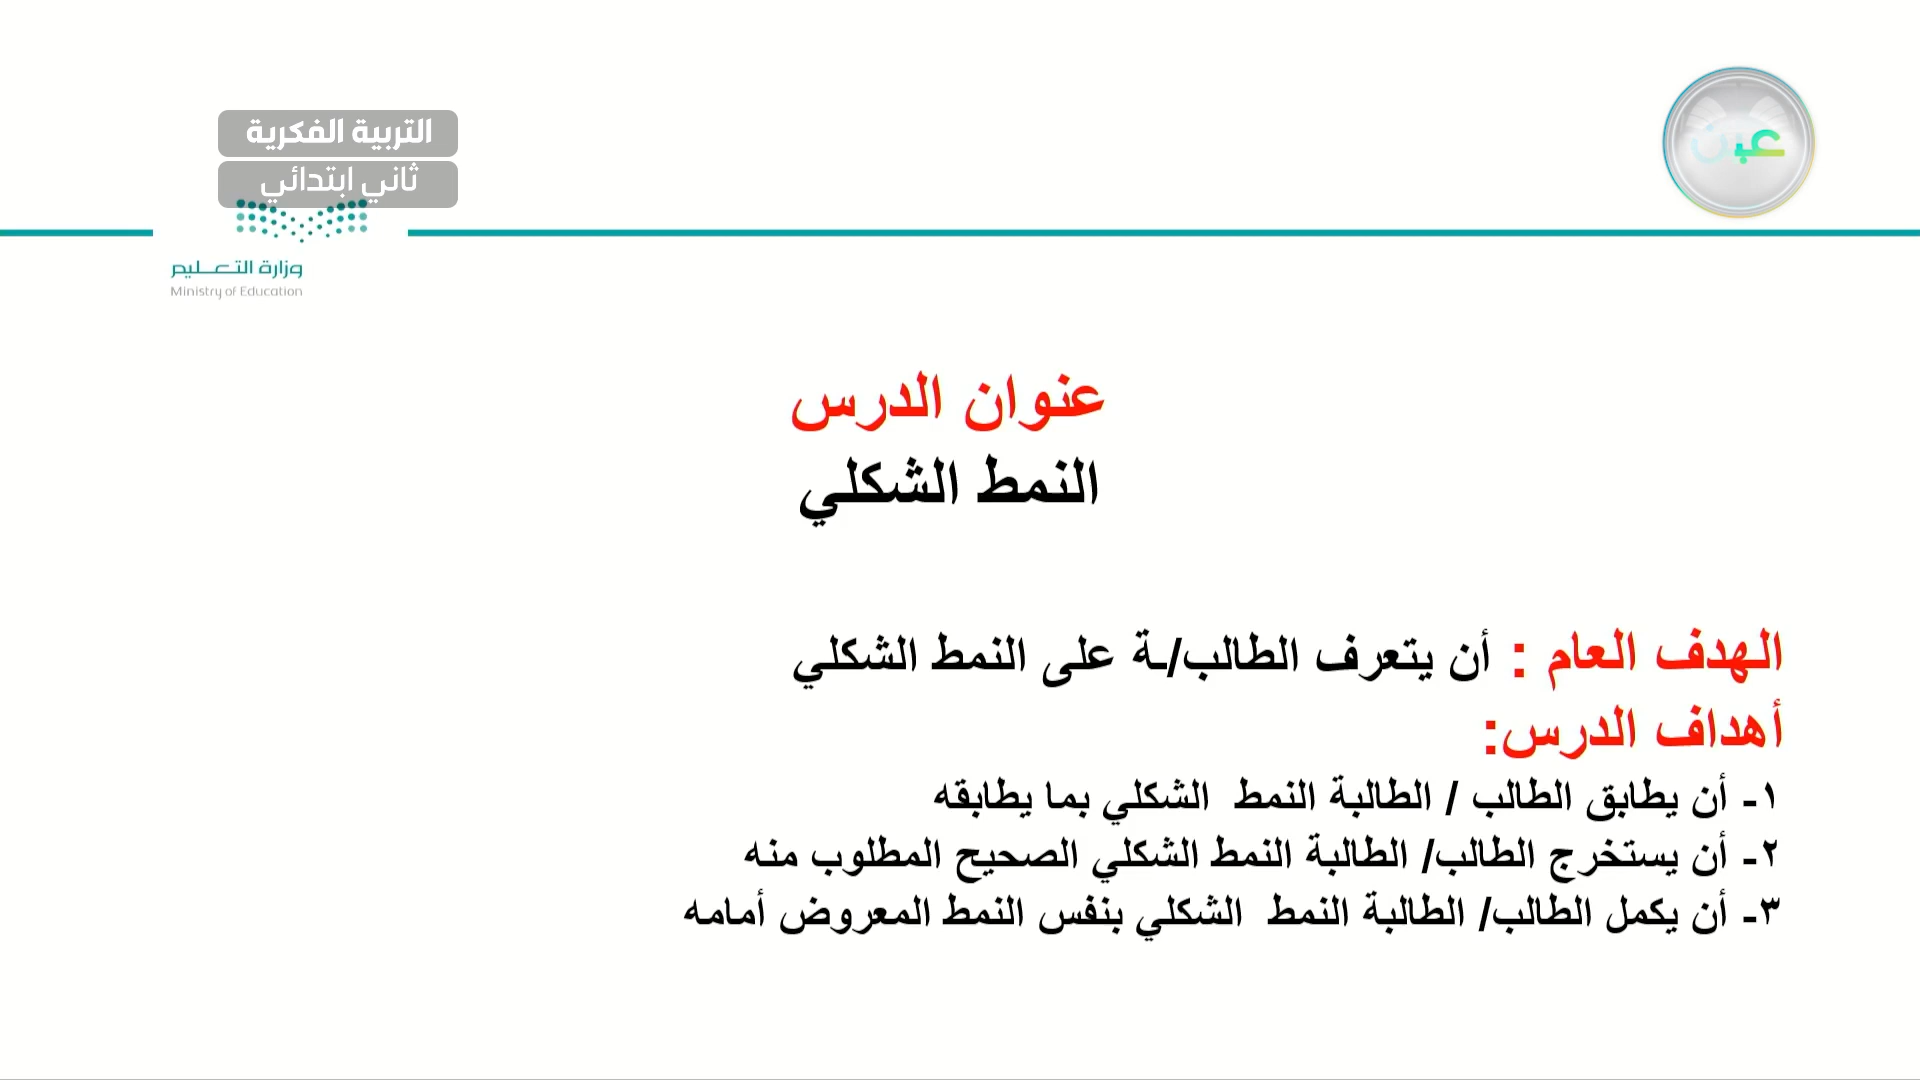 التربية الفكرية
ثاني ابتدائي
عين
وزارة التعـــليم
Ministry of Education
عنوان الدرس
النمط الشكلي
الهدف العام : أن يتعرف الطالب/ـة على النمط الشكلي
أهداف الدرس:
١- أن يطابق الطالب / الطالبة النمط الشكلي بما يطابقه
٢- أن يستخرج الطالب/ الطالبة النمط الشكلي الصحيح المطلوب منه
٣- أن يكمل الطالب/ الطالبة النمط الشكلي بنفس النمط المعروض أمامه